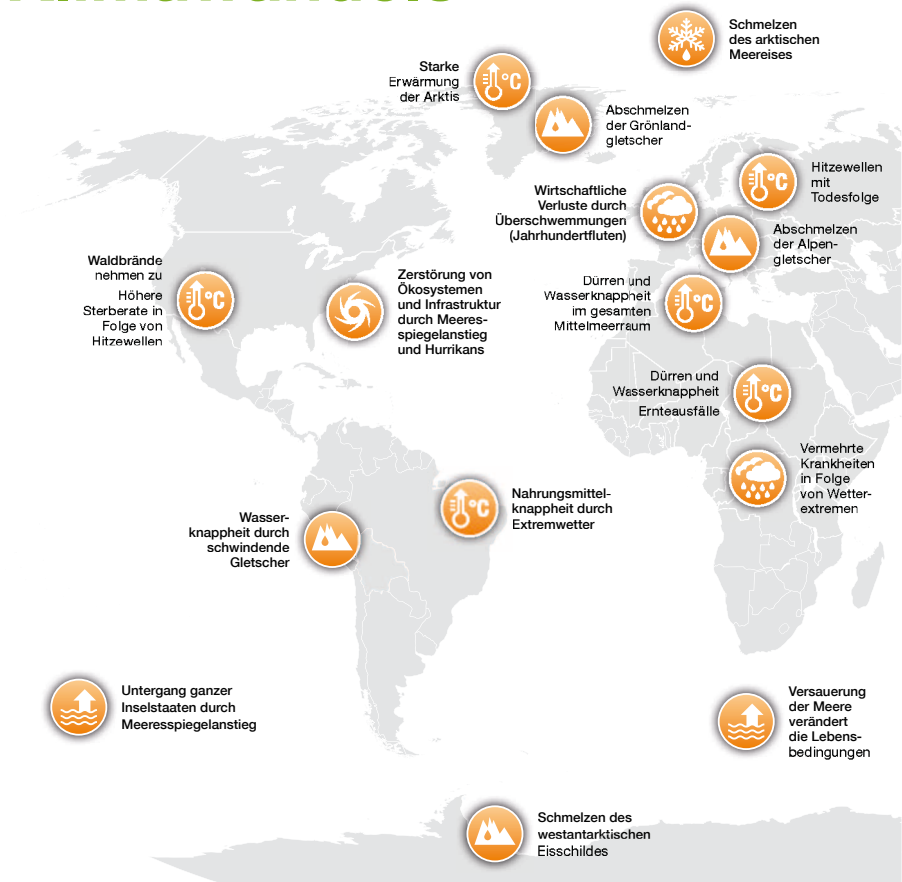 Schmelzen
des arktischen
Meereises
Starke
Erwärmung
der Arktis
°C
Abschmelzen
der Grönland-
gletscher
Hitzewellen
mit
Todesfolge
°C
Wirtschaftliche
Verluste durch
Überschwemmungen
(Jahrhundertfluten)
Abschmelzen
der Alpen-
gletscher
Waldbrände
nehmen zu
Höhere
Sterberate in
Folge von
Hitzewellen
°C
Zerstörung von
Ökosystemen
und Infrastruktur
durch Meeres-
spiegelanstieg
und Hurrikans
Dürren und
Wasserknappheit
im gesamten
Mittelmeerraum
°C
Dürren und
Wasserknappheit
Ernteausfälle
°C
Vermehrte
Krankheiten
in Folge
von Wetter-
extremen
Nahrungsmittel-
knappheit durch
Extremwetter
°C
Wasser-
knappheit durch
schwindende
Gletscher
Untergang ganzer
Inselstaaten durch
Meeresspiegelanstieg
Versauerung
der Meere
verändert
die Lebens-
bedingungen
Schmelzen des
westantarktischen
Eisschildes